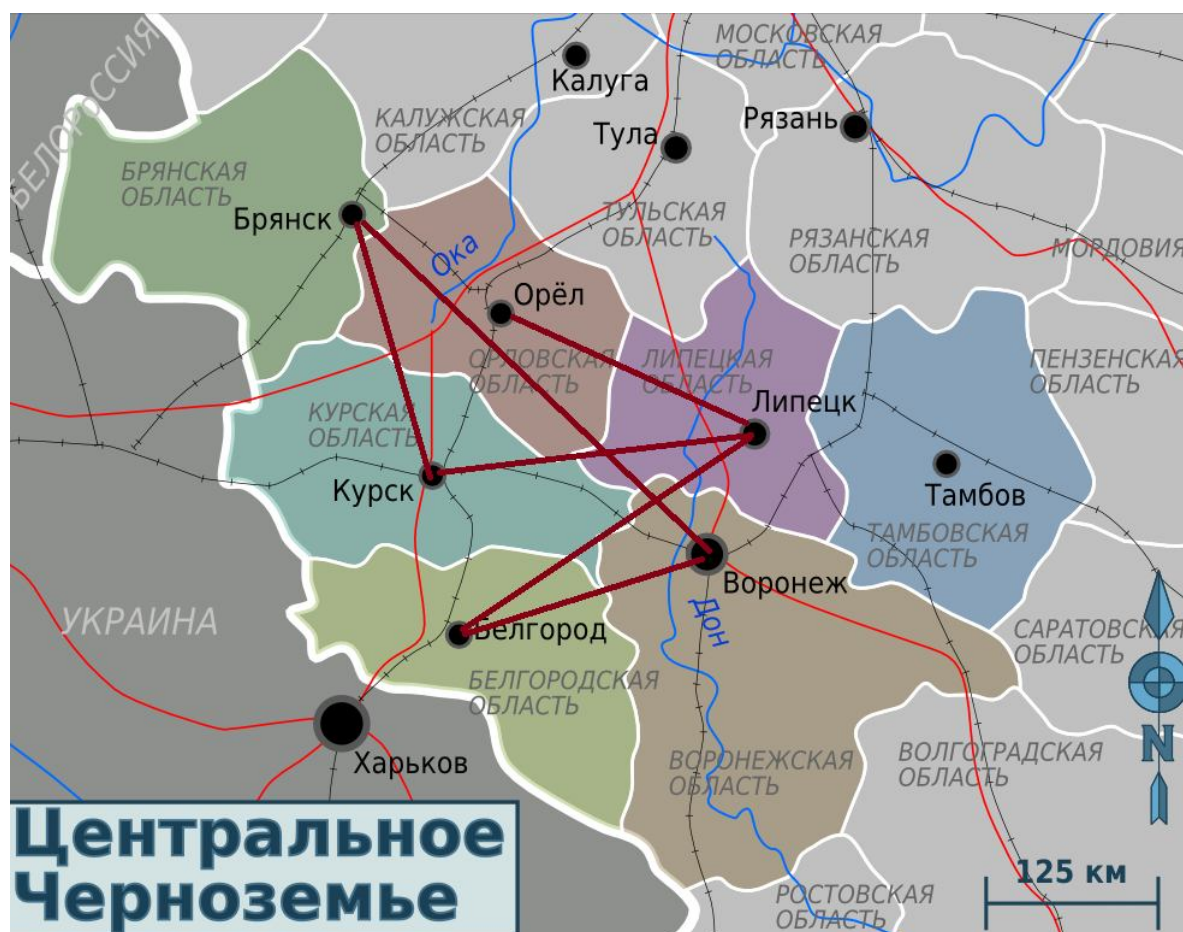 БЕЛОРОССИЯ
МОСКОВСКАЯ
ОБЛАСТЬ
Калуга
КАЛУЖСКАЯ
ОБЛАСТЬ
Тула
Рязань
БРЯНСКАЯ
ОБЛАСТЬ
Брянск
Ока
ТУЛЬСКАЯ
ОБЛАСТЬ
РЯЗАНСКАЯ
ОБЛАСТЬ
МОРДОВИЯ
Орёл
ОРЛОВСКАЯ
ОБЛАСТЬ
ЛИПЕЦКАЯ
ОБЛАСТЬ
ПЕНЗЕНСКАЯ
ОБЛАСТЬ
Липецк
КУРСКАЯ
ОБЛАСТЬ
Курск
Тамбов
ТАМБОВСКАЯ
ОБЛАСТЬ
Воронеж
Дон
УКРАИНА
Белгород
САРАТОВСКАЯ
ОБЛАСТЬ
БЕЛГОРОДСКАЯ
ОБЛАСТЬ
N
Харьков
ВОРОНЕЖСКАЯ
ОБЛАСТЬ
ВОЛГОГРАДСКАЯ
ОБЛАСТЬ
Центральное
Черноземье
125 км
РОСТОВСКАЯ
ОБЛАСТЬ